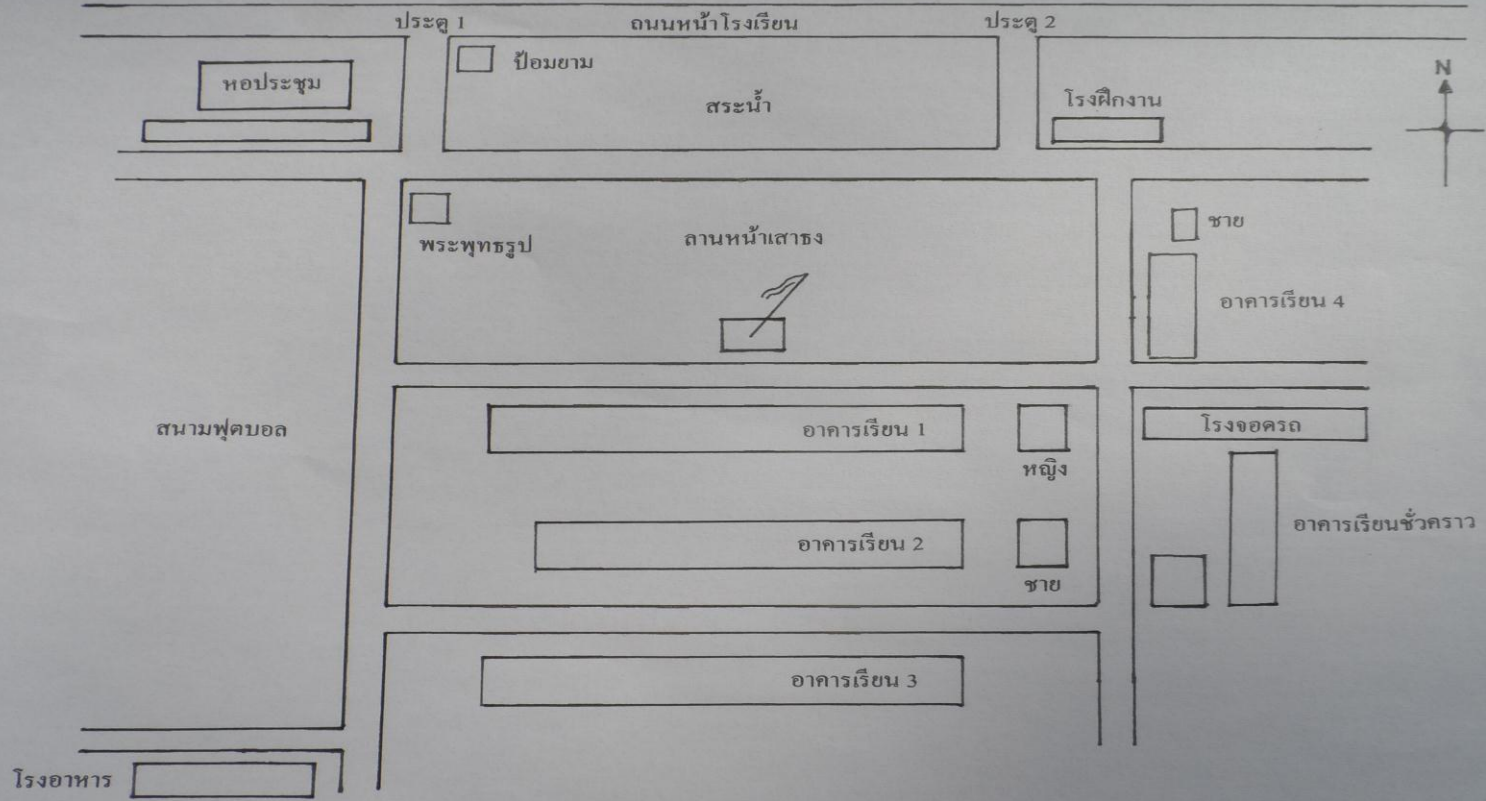 ประตู 1
ถนนหน้าโรงเรียน
ประตู 2
ป้อมยาม
หอประชุม
สระน้ำ
โรงฝึกงาน
N
พระพุทธรูป
ลานหน้าเสาธง
ชาย
อาคารเรียน 4
สนามฟุตบอล
อาคารเรียน 1
หญิง
โรงจอดรถ
อาคารเรียน 2
ชาย
อาคารเรียนชั่วคราว
อาคารเรียน 3
โรงอาหาร